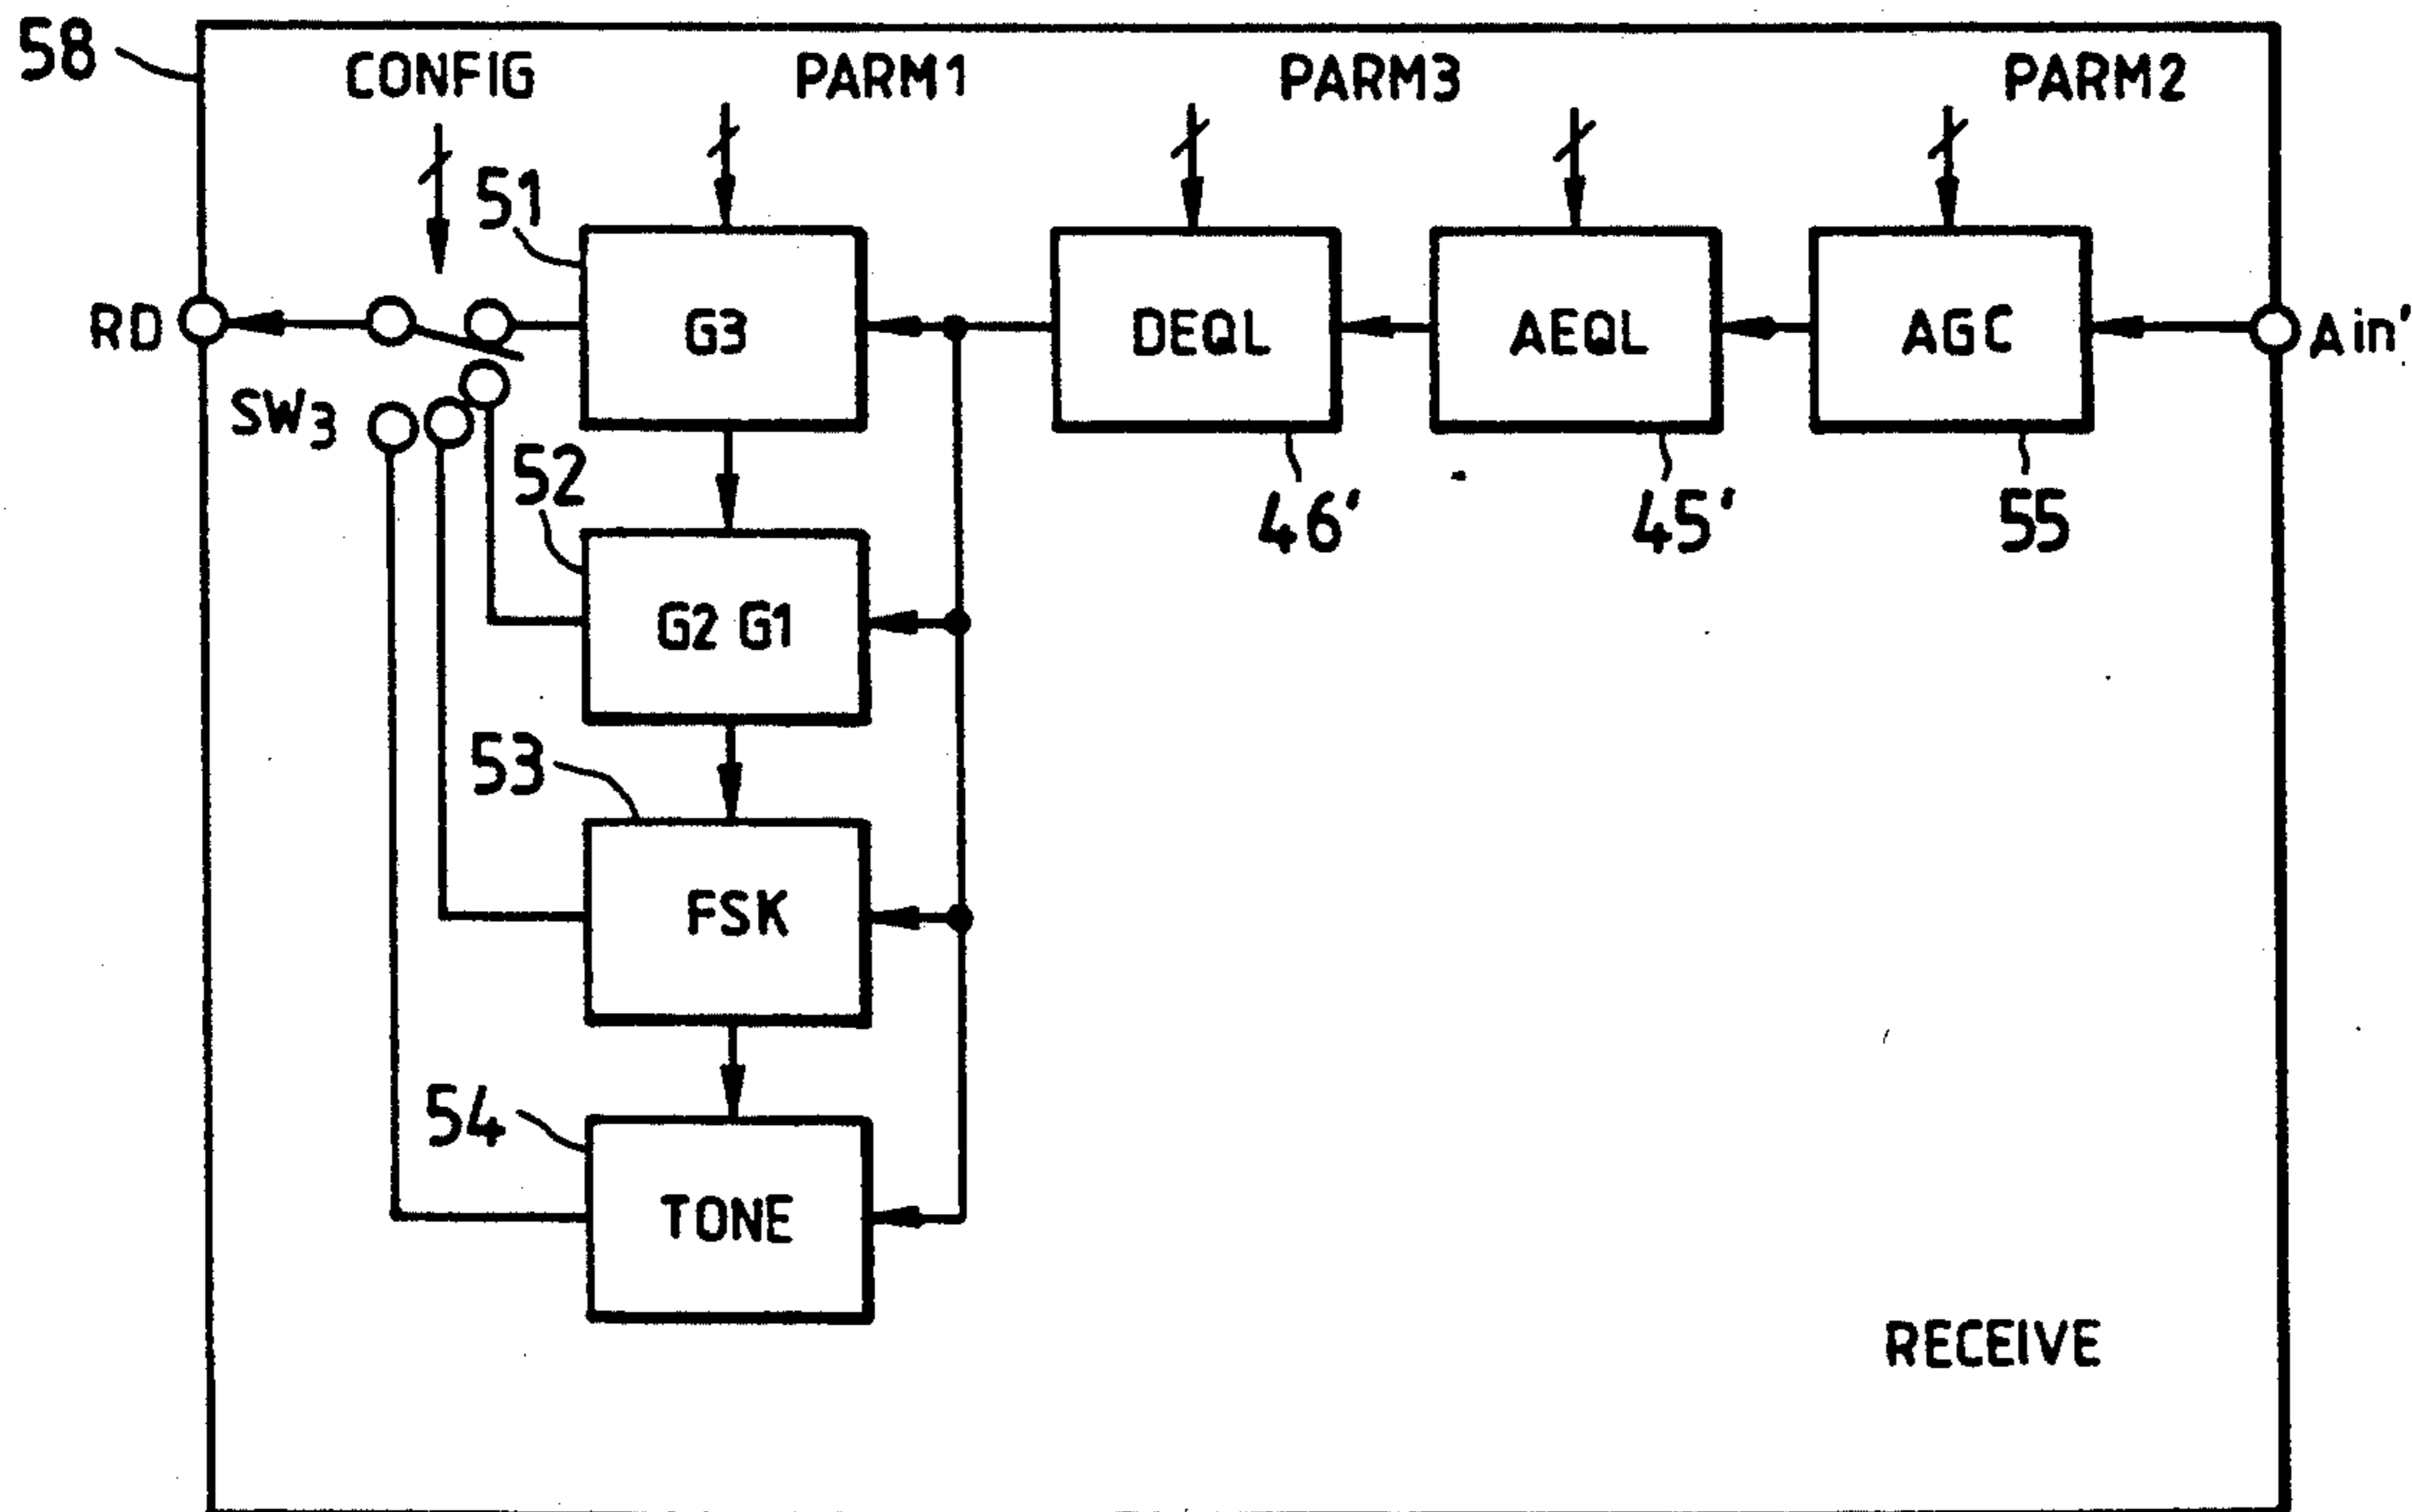 58
CONFIG
PARM1
PARM3
PARM2
51
RD
G3
DEQL
AEQL
AGC
Ain'
SW3
52
46'
45'
55
G2 G1
53
FSK
54
TONE
RECEIVE